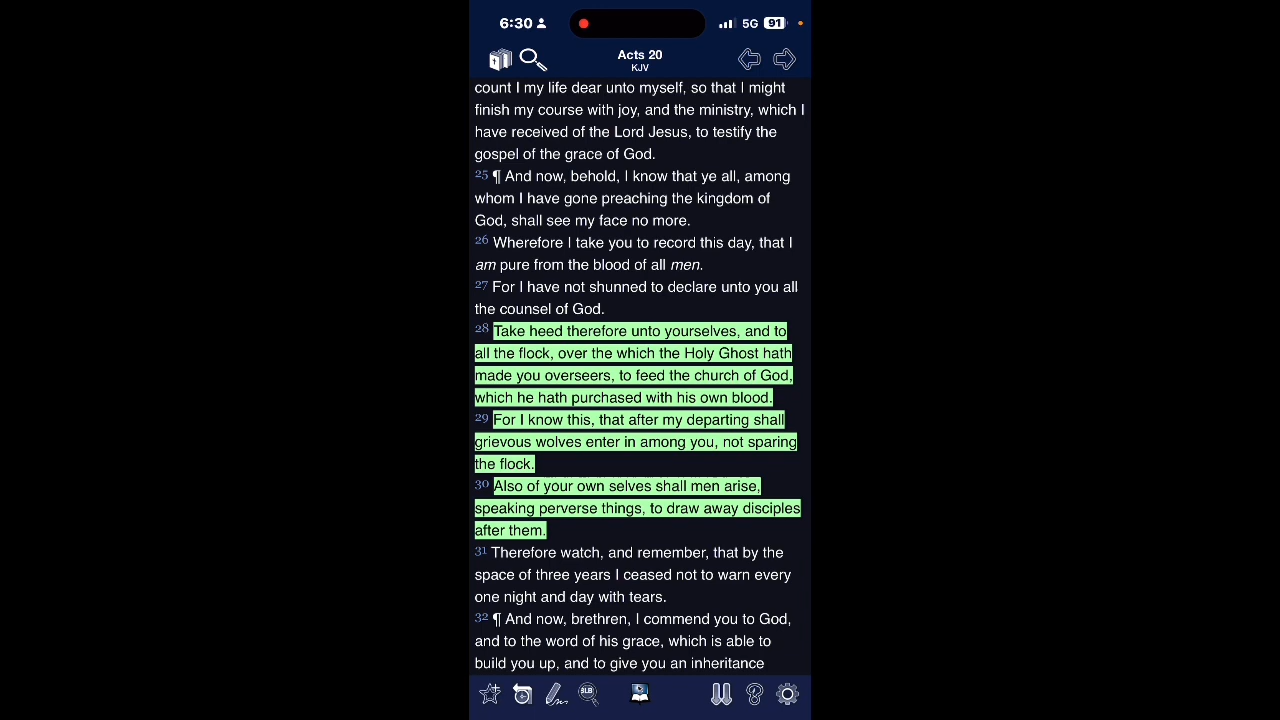 6:30
5G 91
Acts 20
KJV
count I my life dear unto myself, so that I might
finish my course with joy, and the ministry, which I
have received of the Lord Jesus, to testify the
gospel of the grace of God.
25 ¶ And now, behold, I know that ye all, among
whom I have gone preaching the kingdom of
God, shall see my face no more.
26 Wherefore I take you to record this day, that I
am pure from the blood of all men.
27 For I have not shunned to declare unto you all
the counsel of God.
28 Take heed therefore unto yourselves, and to
all the flock, over the which the Holy Ghost hath
made you overseers, to feed the church of God,
which he hath purchased with his own blood.
29 For I know this, that after my departing shall
grievous wolves enter in among you, not sparing
the flock.
30 Also of your own selves shall men arise,
speaking perverse things, to draw away disciples
after them.
31 Therefore watch, and remember, that by the
space of three years I ceased not to warn every
one night and day with tears.
32 ¶ And now, brethren, I commend you to God,
and to the word of his grace, which is able to
build you up, and to give you an inheritance
SLB